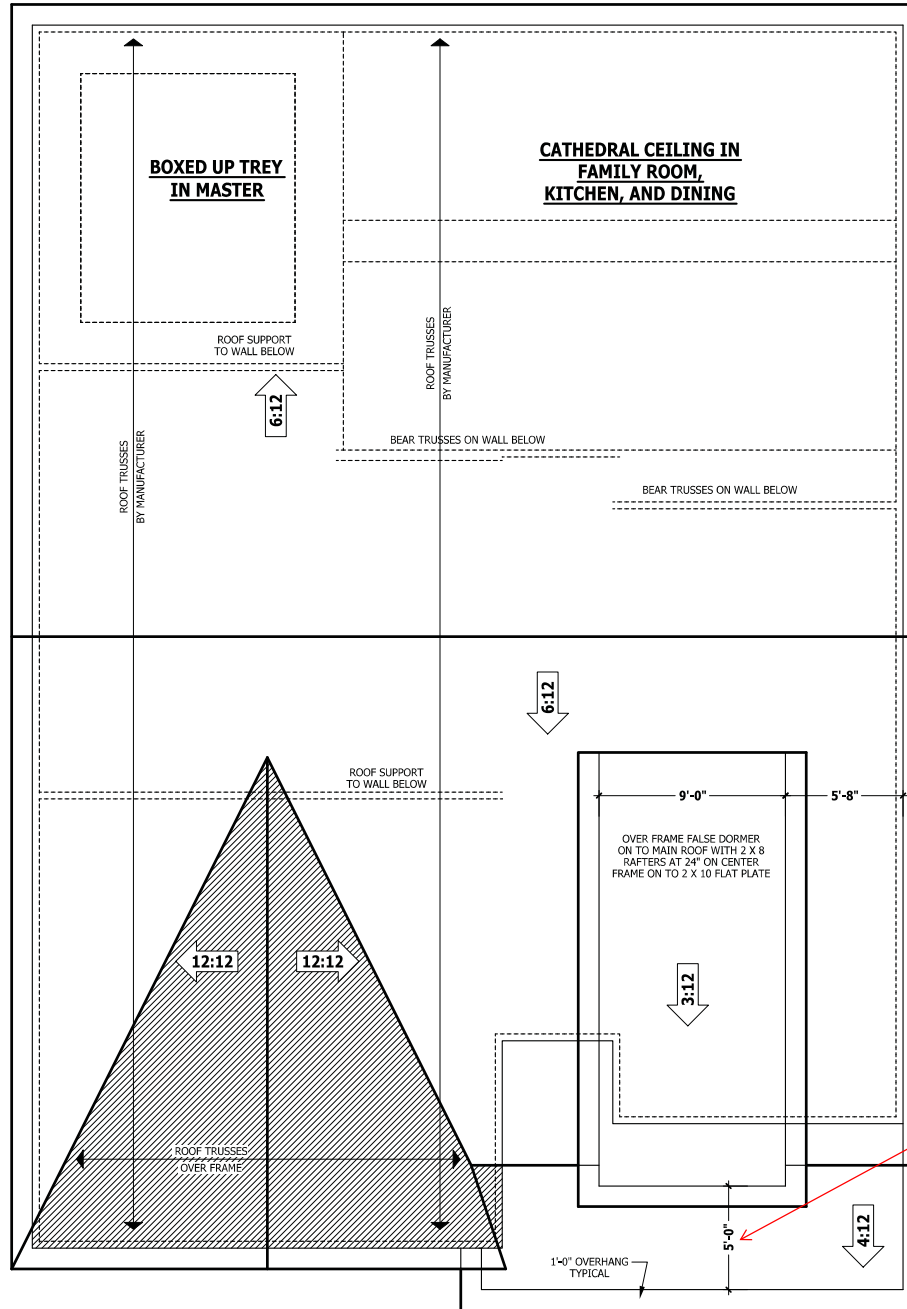 BOXED UP TREY
IN MASTER
CATHEDRAL CEILING IN
FAMILY ROOM,
KITCHEN, AND DINING
ROOF SUPPORT
TO WALL BELOW
ROOF TRUSSES
BY MANUFACTURER
6:12
ROOF TRUSSES
BY MANUFACTURER
BEAR TRUSSES ON WALL BELOW
BEAR TRUSSES ON WALL BELOW
6:12
ROOF SUPPORT
TO WALL BELOW
9'-0"
5'-8"
OVER FRAME FALSE DORMER
ON TO MAIN ROOF WITH 2 X 8
RAFTERS AT 24" ON CENTER
FRAME ON TO 2 X 10 FLAT PLATE
12:12
12:12
3:12
ROOF TRUSSES
OVER FRAME
5'-0"
4:12
1'-0" OVERHANG
TYPICAL